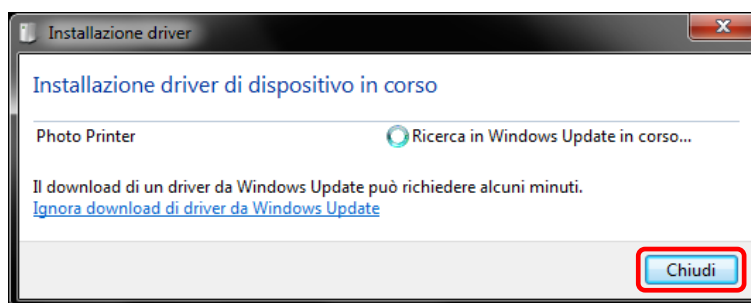 Installazione driver
Installazione driver di dispositivo in corso
Photo Printer
Ricerca in Windows Update in corso...
Il download di un driver da Windows Update può richiedere alcuni minuti.
Ignora download di driver da Windows Update
Chiudi